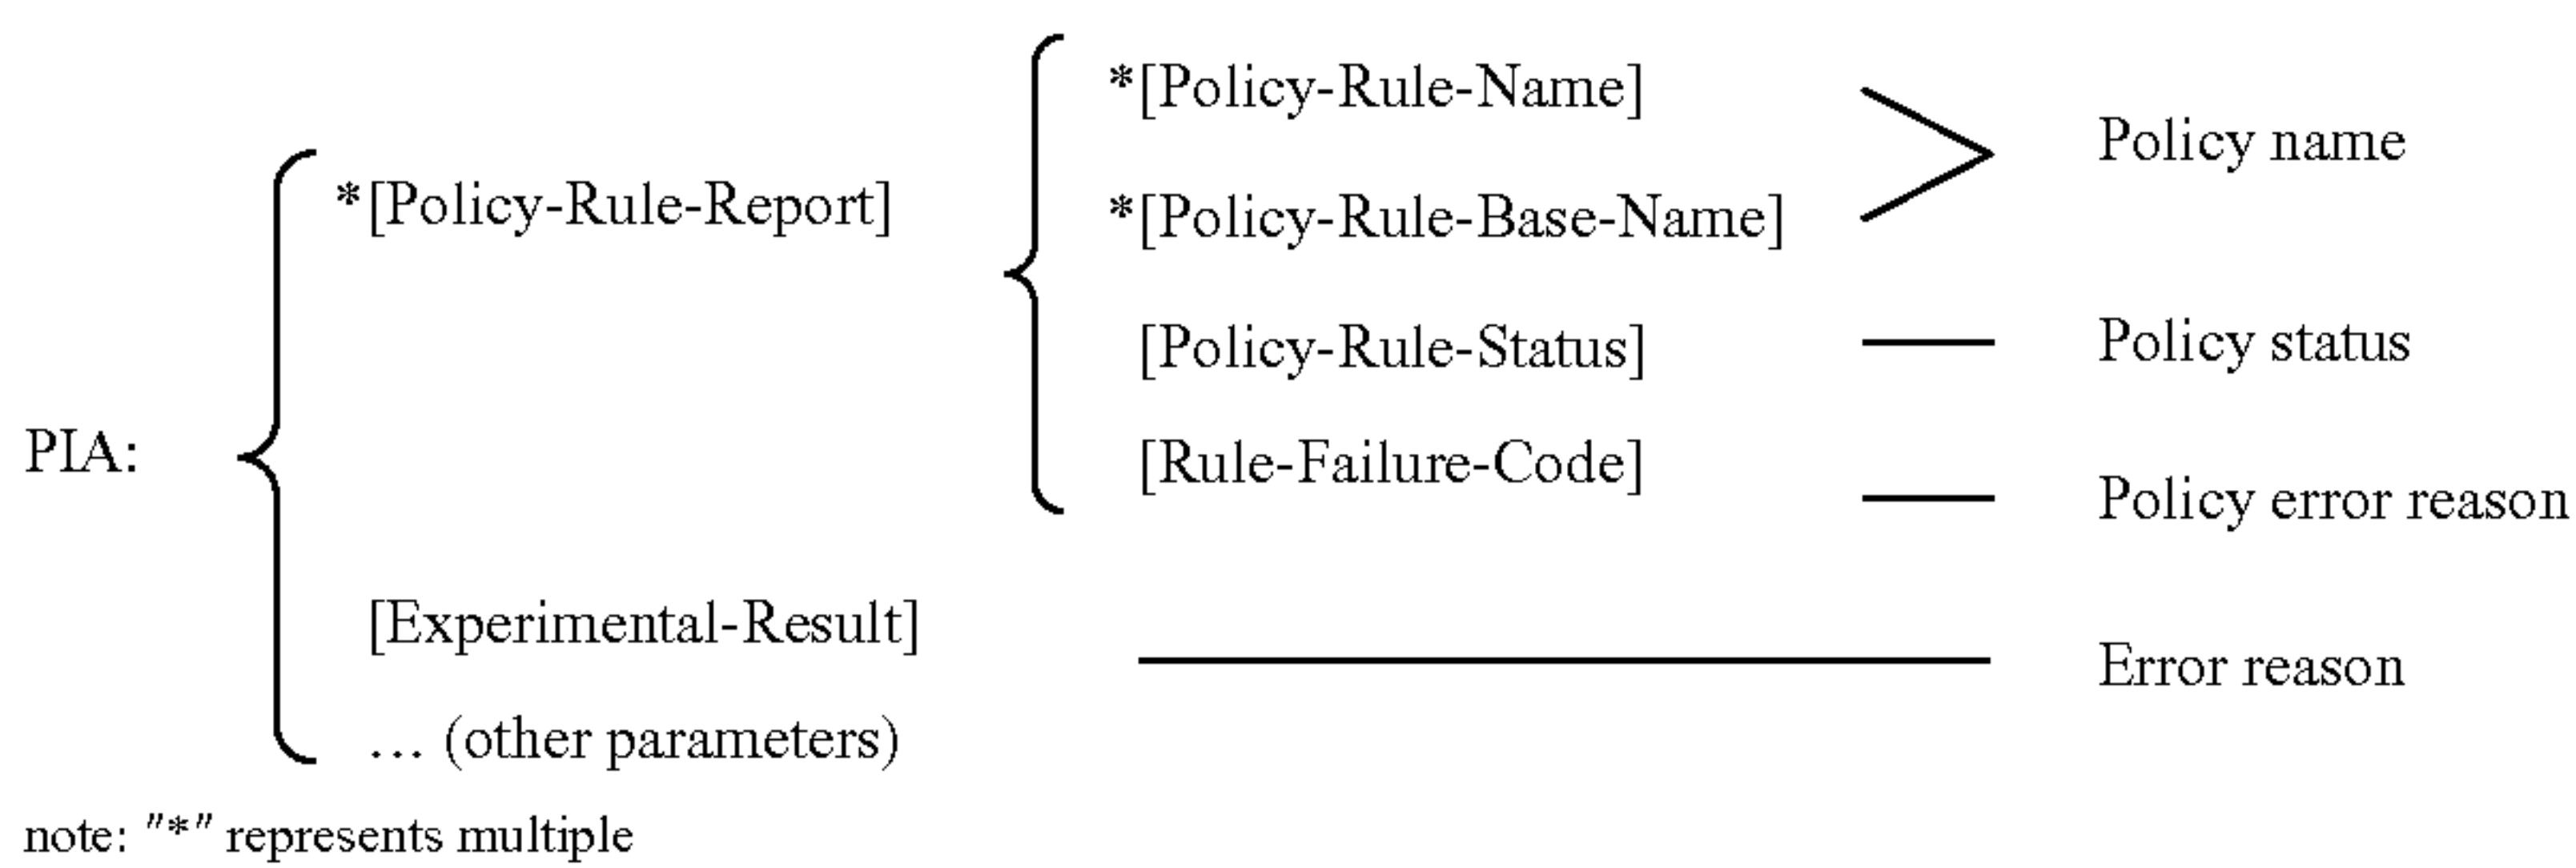 *[Policy-Rule-Name]
Policy name
*[Policy-Rule-Report]
*[Policy-Rule-Base-Name]
[Policy-Rule-Status]
Policy status
PIA:
[Rule-Failure-Code]
Policy error reason
[Experimental-Result]
Error reason
... (other parameters)
note: "*" represents multiple